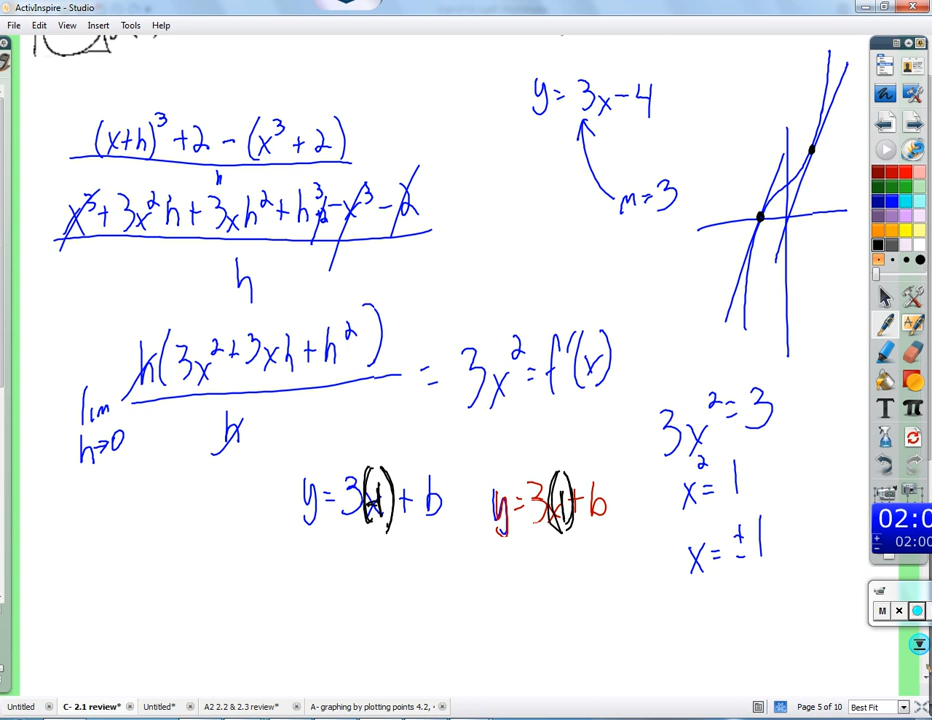 ActivInspire - Studio
File Edit View Insert Tools Help
y = 3x - 4
m = 3
(x+h)³ + 2 - (x³ + 2)
h
x³ + 3x²h + 3xh² + h³ + 2 - x³ - 2
h
lim h→0
h(3x² + 3xh + h²)
h
= 3x² = f'(x)
3x² = 3
x² = 1
x = ±1
y = 3(-1) + b
y = 3(1) + b
02:0
M
Untitled C- 2.1 review* Untitled* A2 2.2 & 2.3 review* A- graphing by plotting points 4.2, 4
Page 5 of 10 Best Fit